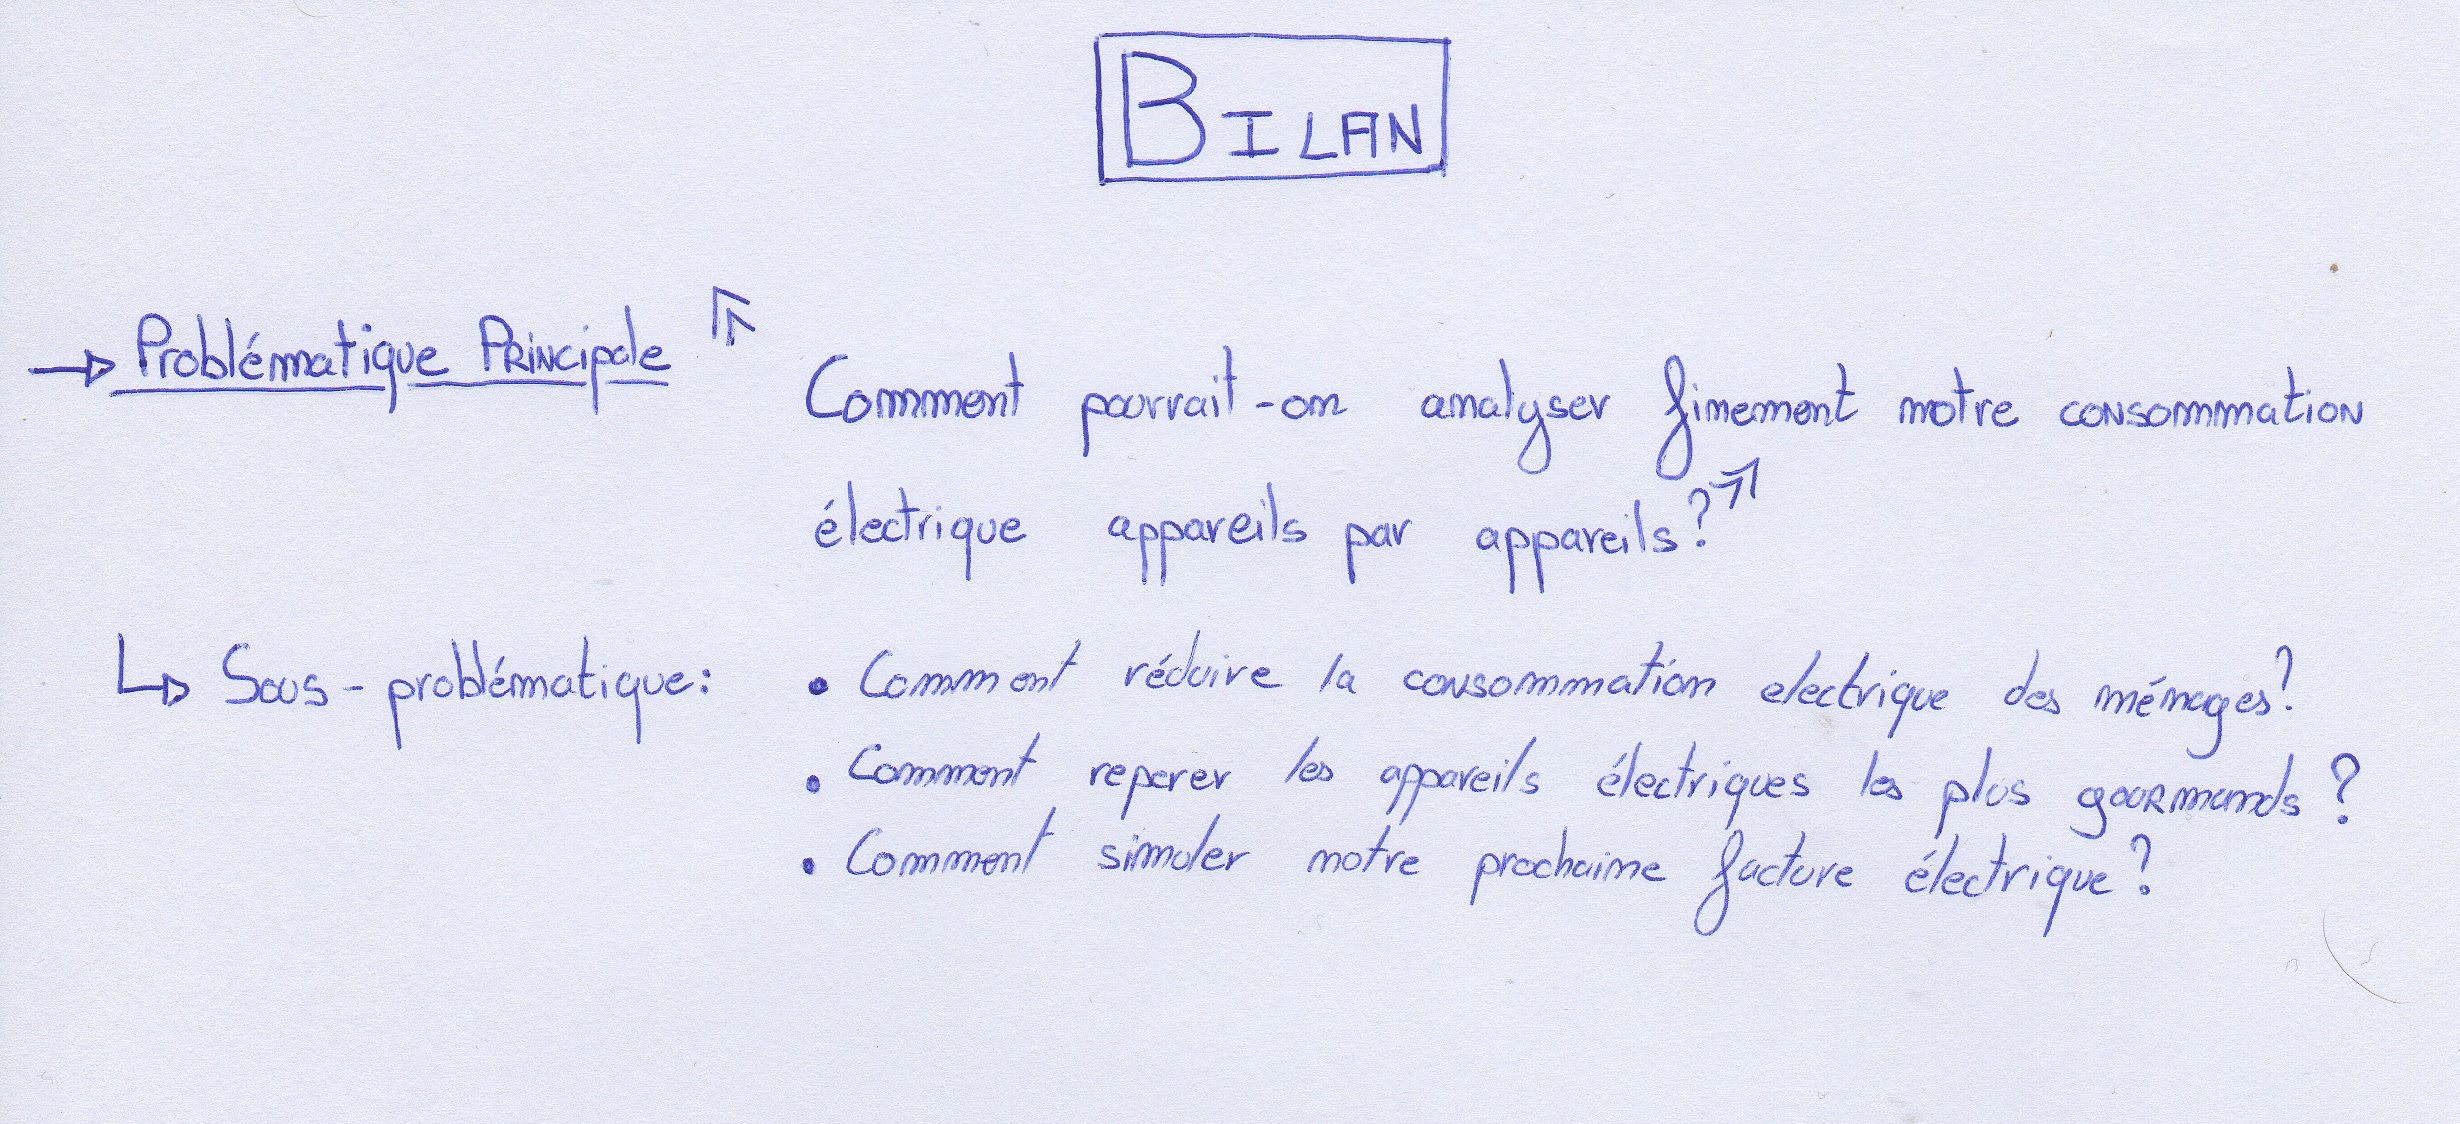 BILAN
→ Problématique Principale « Comment pourrait-on analyser finement notre consommation
électrique appareils par appareils? »
↳ Sous-problématique: • Comment réduire la consommation electrique des ménages?
• Comment reperer les appareils électriques les plus gourmands ?
• Comment simuler notre prochaine facture électrique?